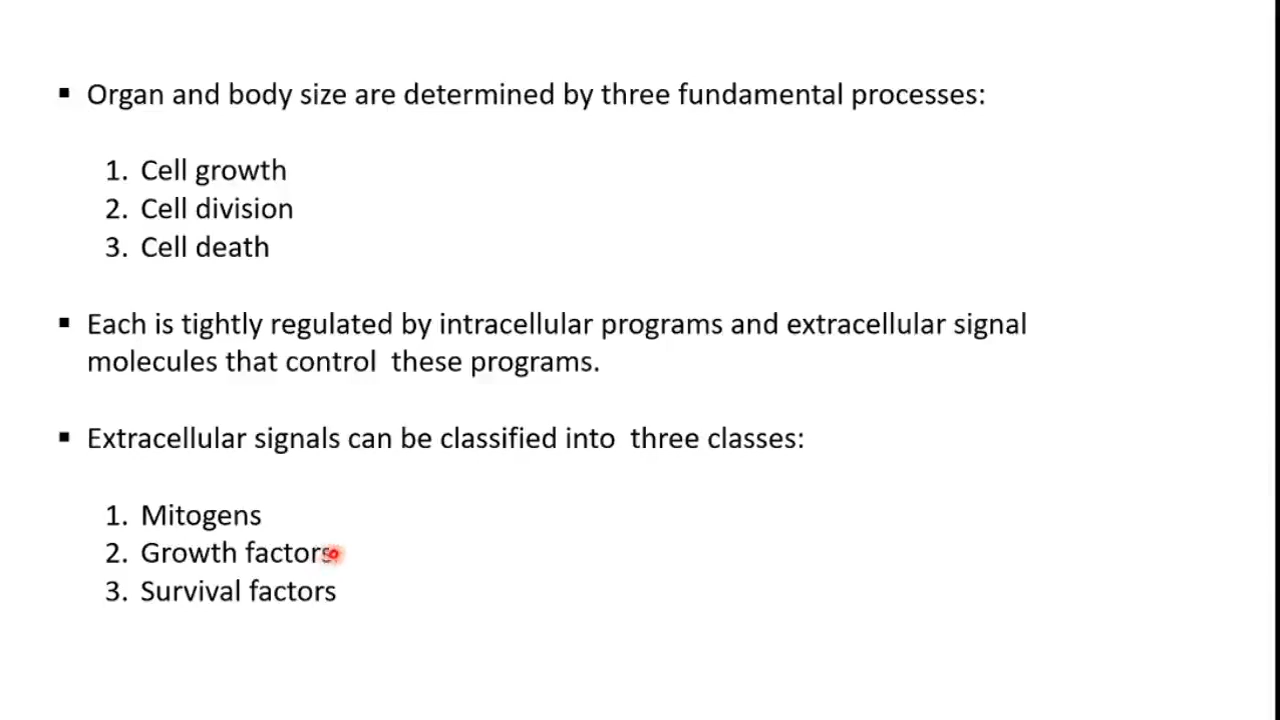 ▪ Organ and body size are determined by three fundamental processes:
1. Cell growth
2. Cell division
3. Cell death
▪ Each is tightly regulated by intracellular programs and extracellular signal
molecules that control  these programs.
▪ Extracellular signals can be classified into  three classes:
1. Mitogens
2. Growth factors
3. Survival factors